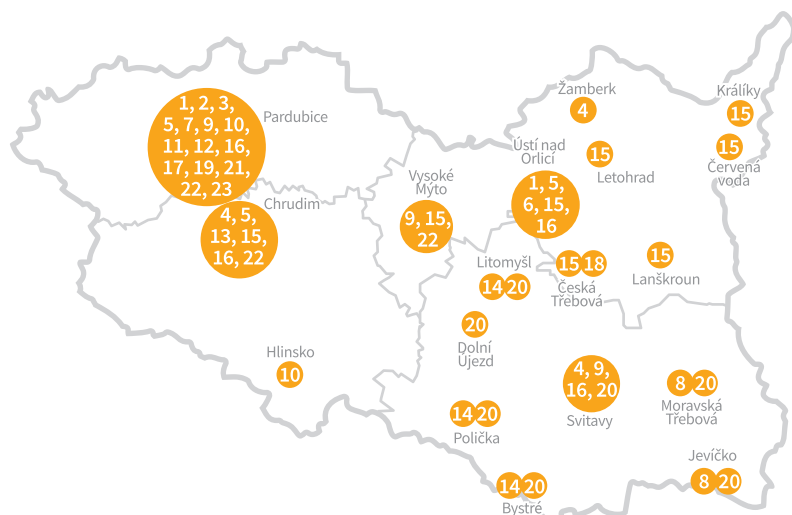 1, 2, 3,
5, 7, 9, 10,
11, 12, 16,
17, 19, 21,
22, 23
Pardubice
Chrudim
4, 5,
13, 15,
16, 22
Hlinsko
10
Vysoké
Mýto
9, 15,
22
Žamberk
4
Ústí nad
Orlicí
1, 5,
6, 15,
16
15
Letohrad
Králíky
15
15
Červená
voda
15
Lanškroun
15 18
Česká
Třebová
Litomyšl
14 20
20
Dolní
Újezd
4, 9,
16, 20
Svitavy
8 20
Moravská
Třebová
14 20
Polička
Jevíčko
8 20
14 20
Bystré